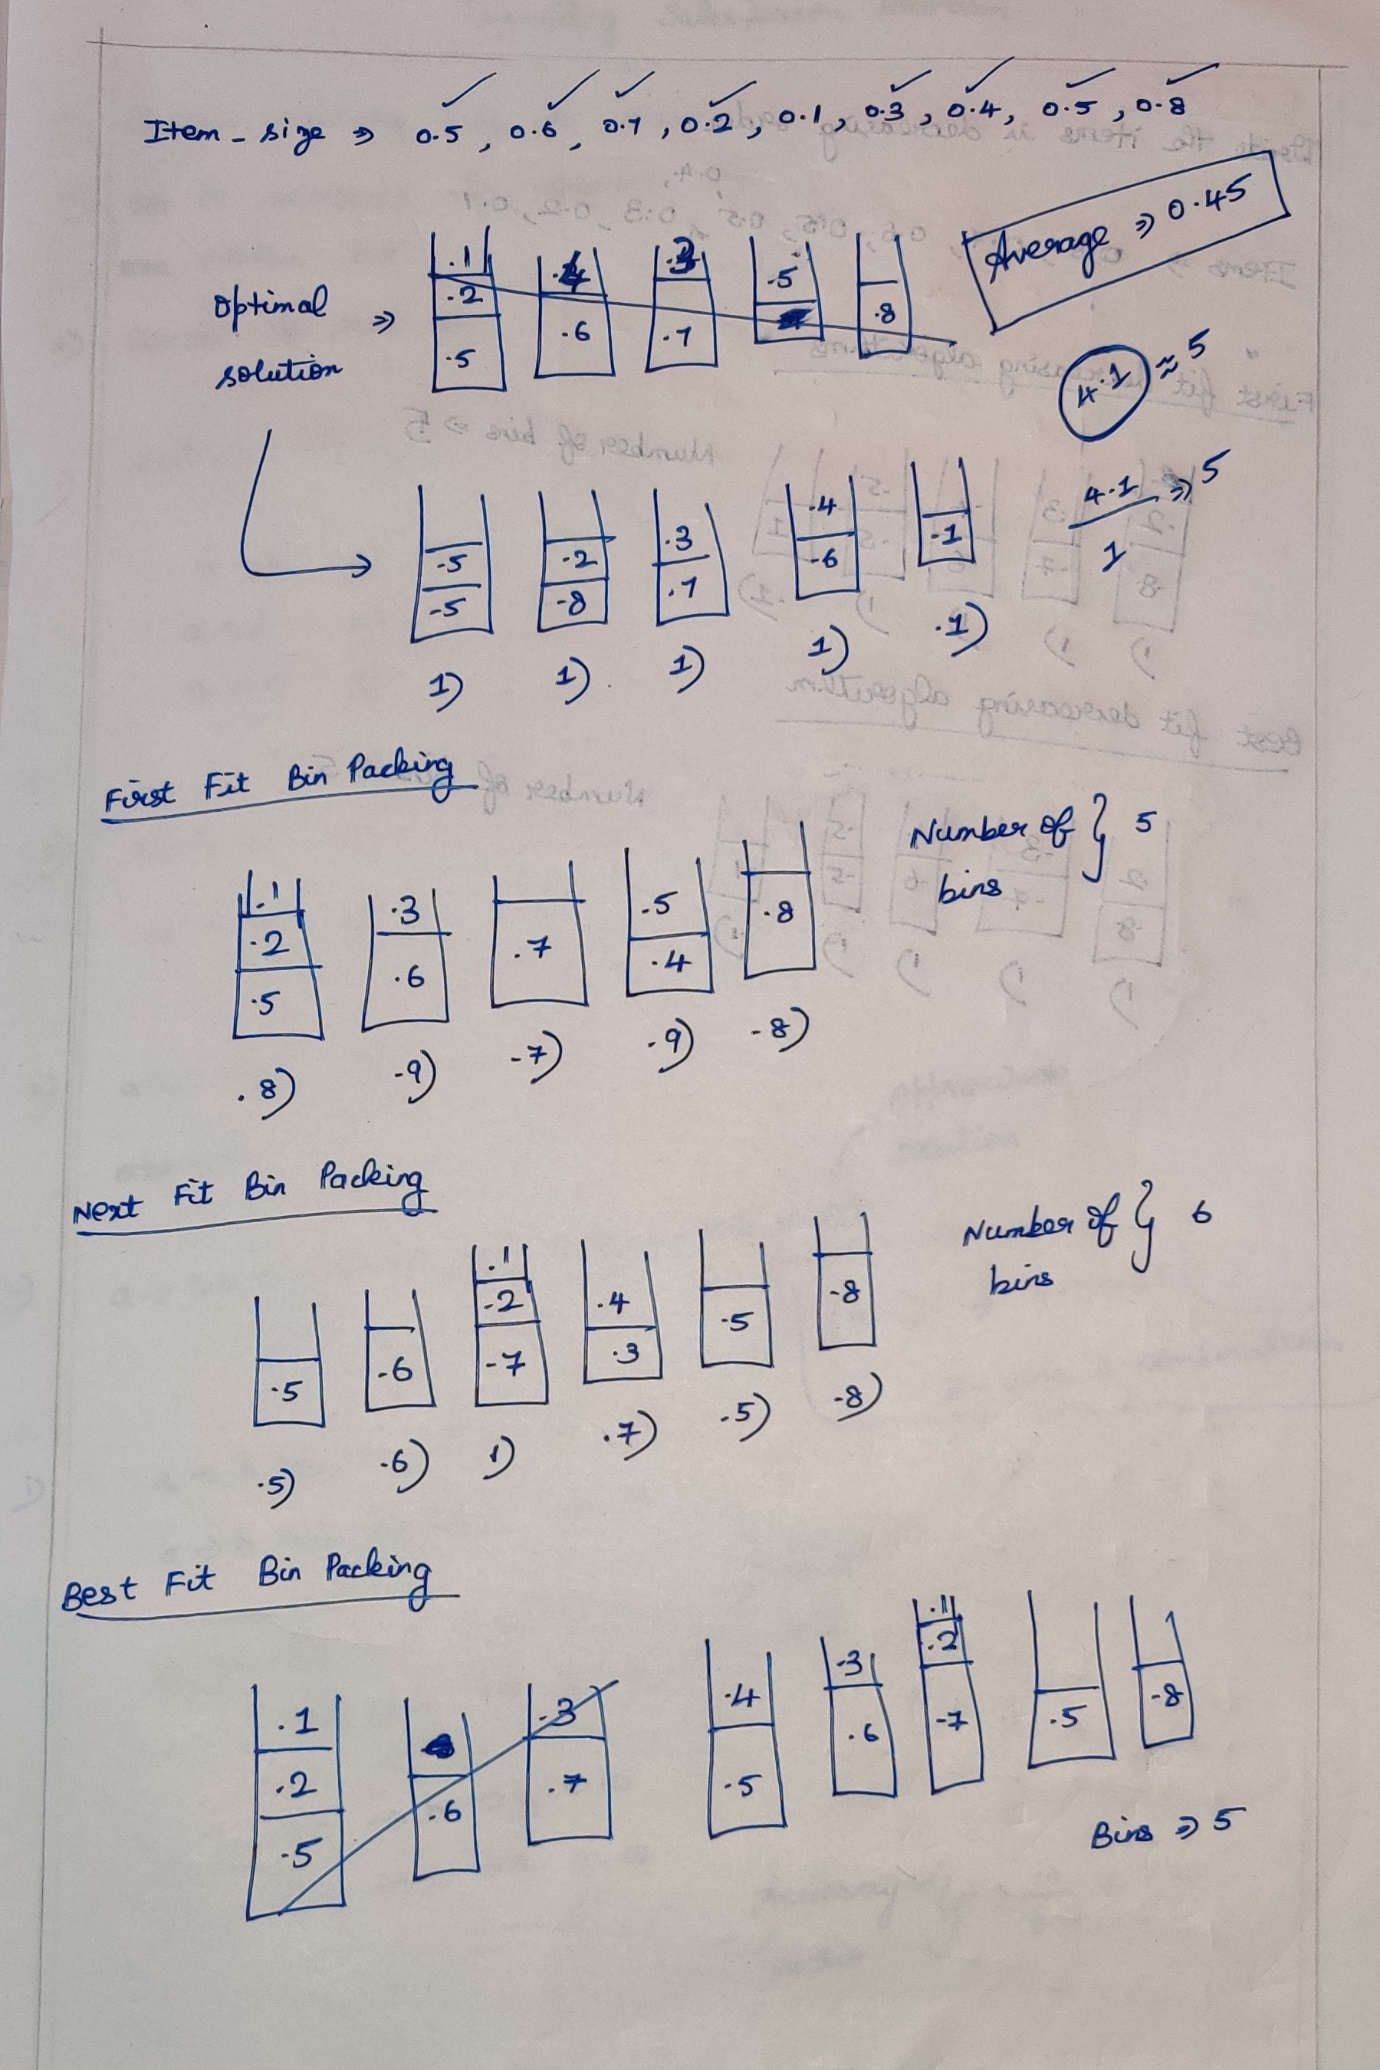 Item-size ⇒ 0.5, 0.6, 0.7, 0.2, 0.1, 0.3, 0.4, 0.5, 0.8
Average ⇒ 0.45
Optimal solution ⇒
.1 .3 .5
.2 .6 .7 .8
.5
4.1 ≈ 5
.5 .2 .3 .4 .1
.5 .8 .7 .6
1) 1) 1) 1) .1)
4.1 / 1 ⇒ 5
First Fit Bin Packing
Number of bins } 5
.1 .3 .5
.2 .6 .7 .4 .8
.5
.8) .9) .7) .9) .8)
Next Fit Bin Packing
Number of bins } 6
.1
.2 .4 .8
.5 .6 .7 .3 .5
.5) .6) 1) .7) .5) .8)
Best Fit Bin Packing
.1 .3 .4 .3 .1
.2 .6 .7 .5 .6 .2 .5 .8
.5 .7
Bins ⇒ 5